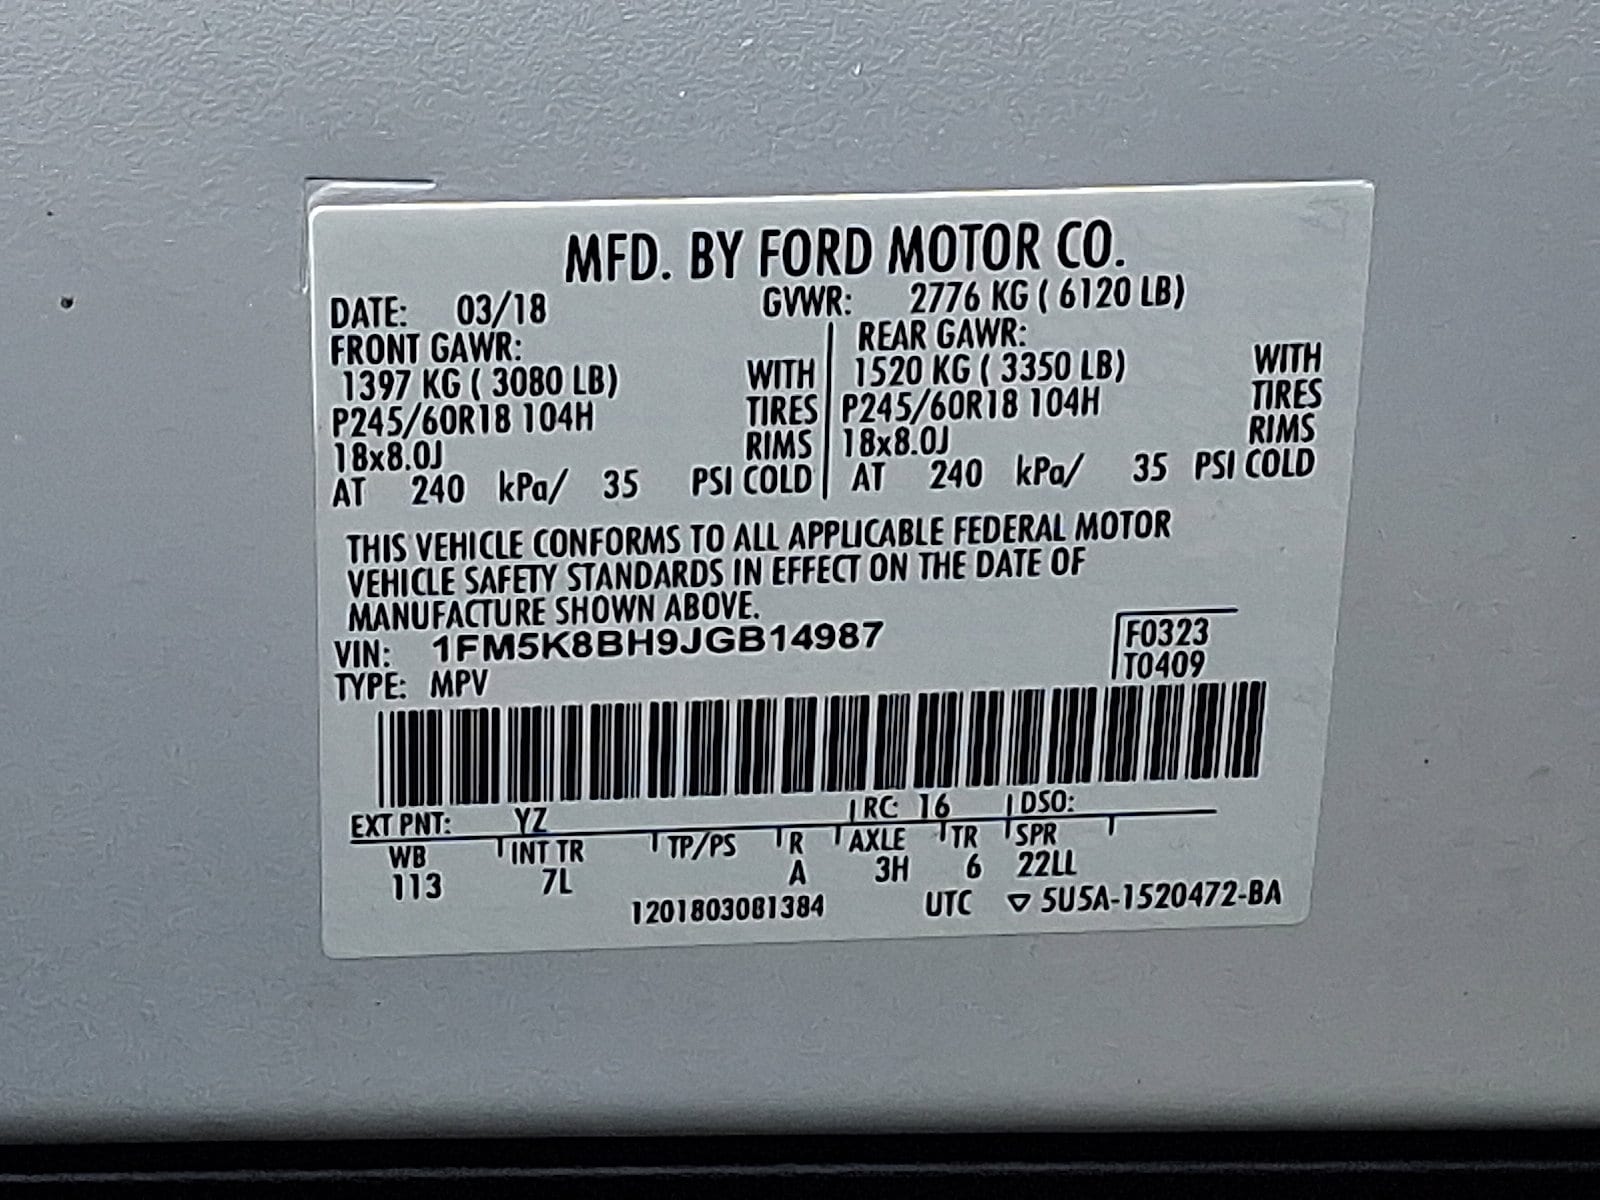 MFD. BY FORD MOTOR CO.
DATE: 03/18 GVWR: 2776 KG ( 6120 LB)
FRONT GAWR: REAR GAWR:
1397 KG ( 3080 LB) WITH 1520 KG ( 3350 LB) WITH
P245/60R18 104H TIRES P245/60R18 104H TIRES
18x8.0J RIMS 18x8.0J RIMS
AT 240 kPa/ 35 PSI COLD AT 240 kPa/ 35 PSI COLD
THIS VEHICLE CONFORMS TO ALL APPLICABLE FEDERAL MOTOR
VEHICLE SAFETY STANDARDS IN EFFECT ON THE DATE OF
MANUFACTURE SHOWN ABOVE.
VIN: 1FM5K8BH9JGB14987 F0323
TYPE: MPV T0409
EXT PNT: YZ RC: 16 DSO:
WB INT TR TP/PS R AXLE TR SPR
113 7L A 3H 6 22LL
1201803081384 UTC ▽ 5U5A-1520472-BA